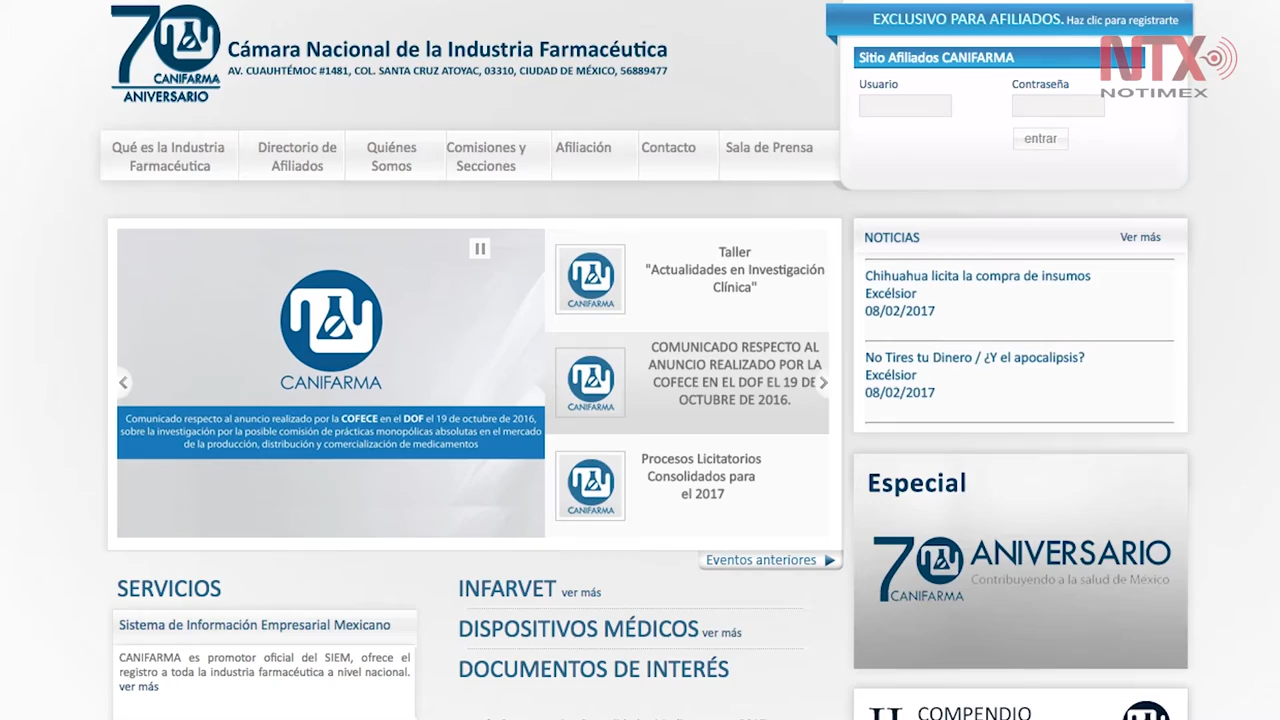 70
CANIFARMA
ANIVERSARIO
Cámara Nacional de la Industria Farmacéutica
AV. CUAUHTÉMOC #1481, COL. SANTA CRUZ ATOYAC, 03310, CIUDAD DE MÉXICO, 56889477
EXCLUSIVO PARA AFILIADOS. Haz clic para registrarte
Sitio Afiliados CANIFARMA
Usuario
Contraseña
entrar
NTX
NOTIMEX
Qué es la Industria
Farmacéutica
Directorio de
Afiliados
Quiénes
Somos
Comisiones y
Secciones
Afiliación
Contacto
Sala de Prensa
CANIFARMA
Comunicado respecto al anuncio realizado por la COFECE en el DOF el 19 de octubre de 2016,
sobre la investigación por la posible comisión de prácticas monopólicas absolutas en el mercado
de la producción, distribución y comercialización de medicamentos
CANIFARMA
Taller
"Actualidades en Investigación
Clínica"
CANIFARMA
COMUNICADO RESPECTO AL
ANUNCIO REALIZADO POR LA
COFECE EN EL DOF EL 19 DE
OCTUBRE DE 2016.
CANIFARMA
Procesos Licitatorios
Consolidados para
el 2017
Eventos anteriores
NOTICIAS
Ver más
Chihuahua licita la compra de insumos
Excélsior
08/02/2017
No Tires tu Dinero / ¿Y el apocalipsis?
Excélsior
08/02/2017
Especial
70
CANIFARMA
ANIVERSARIO
Contribuyendo a la salud de México
SERVICIOS
Sistema de Información Empresarial Mexicano
CANIFARMA es promotor oficial del SIEM, ofrece el
registro a toda la industria farmacéutica a nivel nacional.
ver más
INFARVET ver más
DISPOSITIVOS MÉDICOS ver más
DOCUMENTOS DE INTERÉS
II COMPENDIO